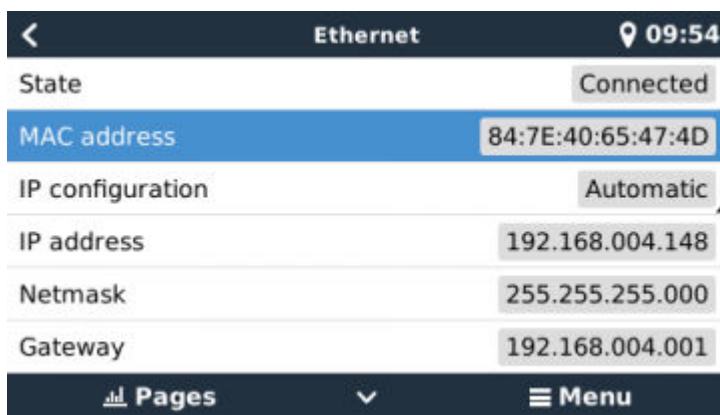 Ethernet 09:54
State Connected
MAC address 84:7E:40:65:47:4D
IP configuration Automatic
IP address 192.168.004.148
Netmask 255.255.255.000
Gateway 192.168.004.001
Pages Menu